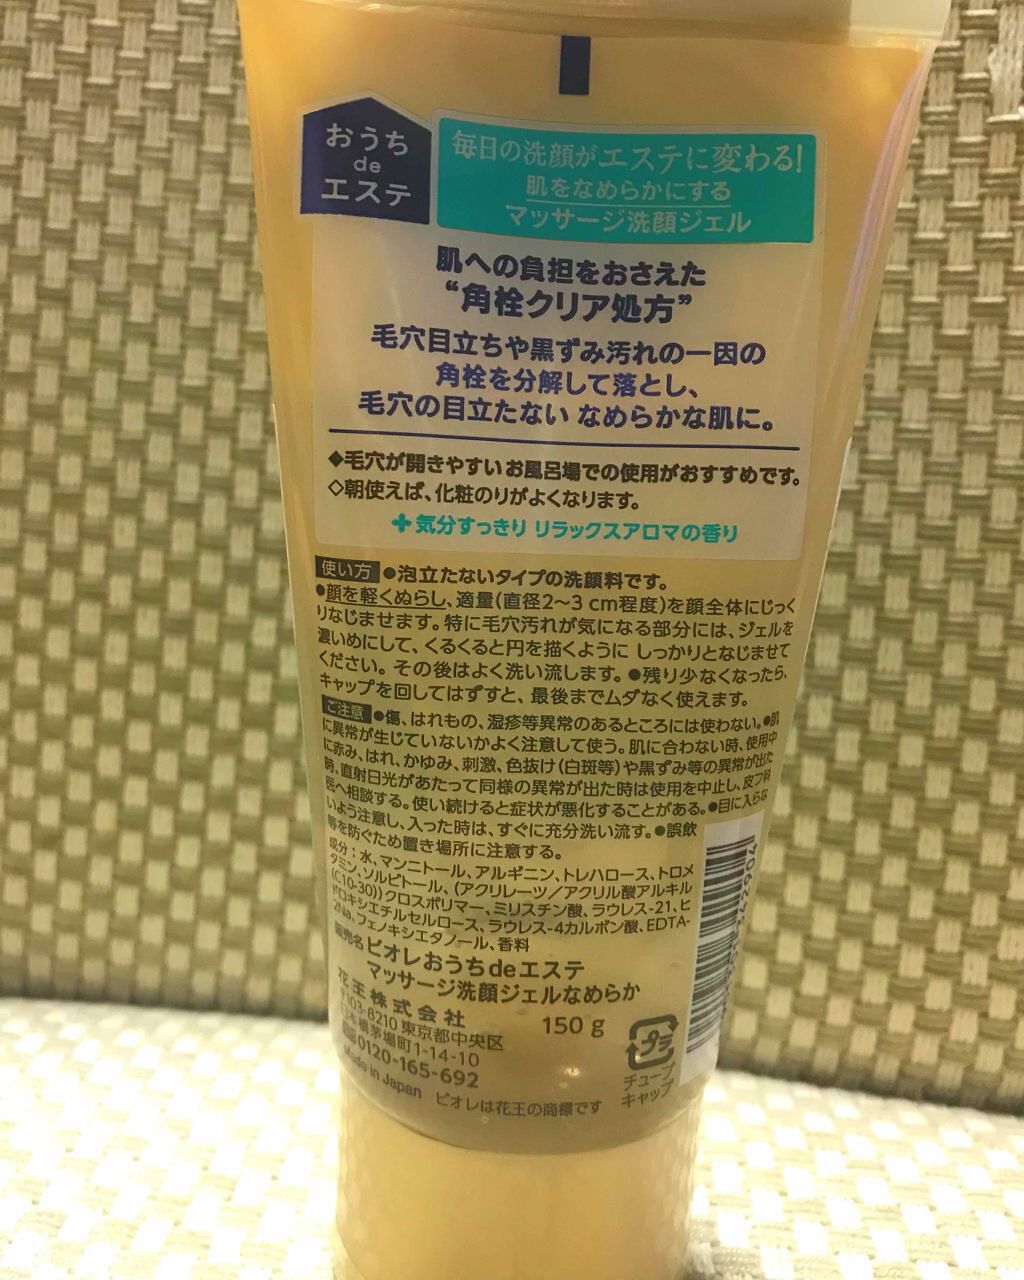 おうち
de
エステ
毎日の洗顔がエステに変わる!
肌をなめらかにする
マッサージ洗顔ジェル
肌への負担をおさえた
“角栓クリア処方”
毛穴目立ちや黒ずみ汚れの一因の
角栓を分解して落とし、
毛穴の目立たない なめらかな肌に。
◆毛穴が開きやすいお風呂場での使用がおすすめです。
◇朝使えば、化粧のりがよくなります。
✚気分すっきり リラックスアロマの香り
使い方 ●泡立たないタイプの洗顔料です。
●顔を軽くぬらし、適量(直径2〜3 cm程度)を顔全体にじっく
りなじませます。特に毛穴汚れが気になる部分には、ジェルを
濃いめにして、くるくると円を描くように しっかりとなじませて
ください。その後はよく洗い流します。●残り少なくなったら、
キャップを回してはずすと、最後までムダなく使えます。
ご注意 ●傷、はれもの、湿疹等異常のあるところには使わない。●肌
に異常が生じていないかよく注意して使う。肌に合わない時、使用中
に赤み、はれ、かゆみ、刺激、色抜け(白斑等)や黒ずみ等の異常が出た
時、直射日光があたって同様の異常が出た時は使用を中止し、皮フ科
医へ相談する。使い続けると症状が悪化することがある。●目に入らな
いよう注意し、入った時は、すぐに充分洗い流す。●誤飲
等を防ぐため置き場所に注意する。
成分:水、マンニトール、アルギニン、トレハロース、トロメ
タミン、ソルビトール、(アクリレーツ/アクリル酸アルキル
(C10-30))クロスポリマー、ミリスチン酸、ラウレス-21、ヒ
ドロキシエチルセルロース、ラウレス-4カルボン酸、EDTA-
2Na、フェノキシエタノール、香料
販売名 ビオレおうちdeエステ
マッサージ洗顔ジェルなめらか
花王株式会社
〒103-8210 東京都中央区
日本橋茅場町1-14-10
0120-165-692
150 g
Made in Japan ビオレは花王の商標です
プラ
チューブ
キャップ